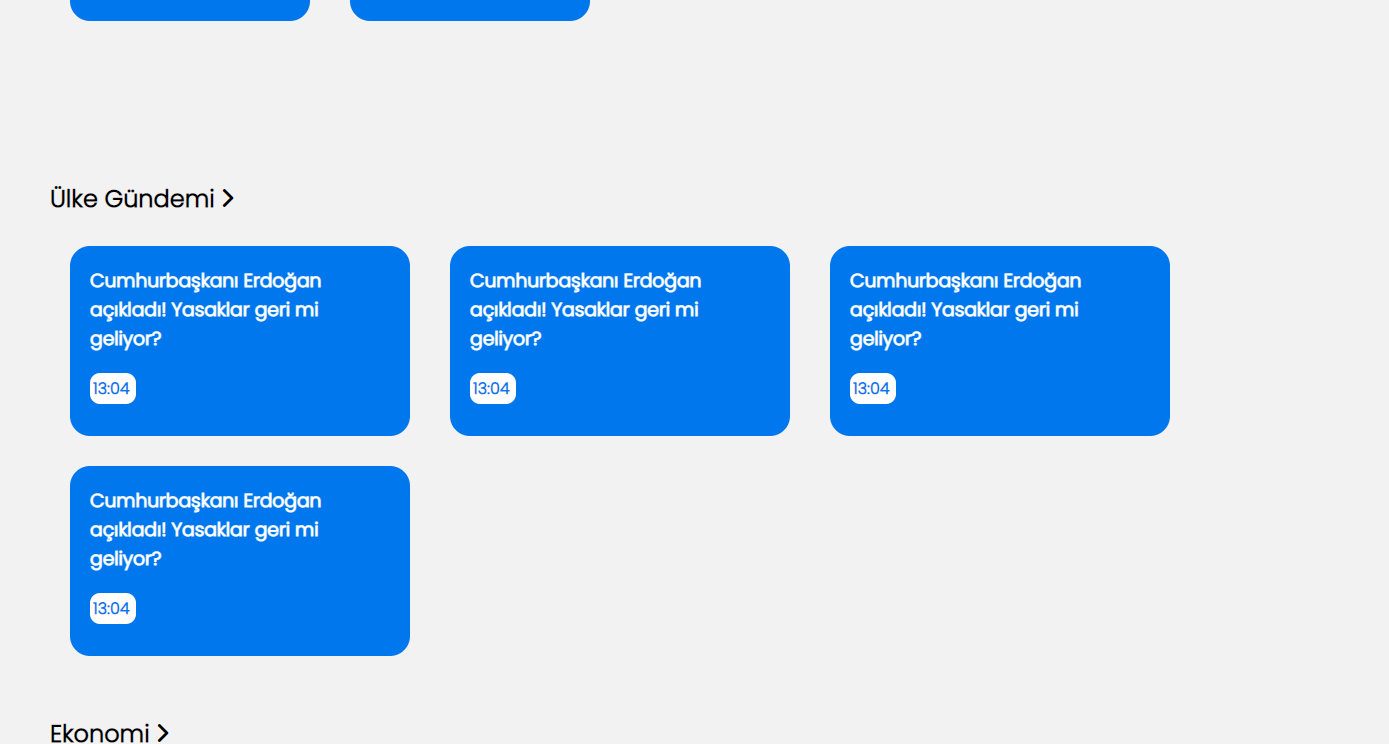 Ülke Gündemi
Cumhurbaşkanı Erdoğan
açıkladı! Yasaklar geri mi
geliyor?
13:04
Cumhurbaşkanı Erdoğan
açıkladı! Yasaklar geri mi
geliyor?
13:04
Cumhurbaşkanı Erdoğan
açıkladı! Yasaklar geri mi
geliyor?
13:04
Cumhurbaşkanı Erdoğan
açıkladı! Yasaklar geri mi
geliyor?
13:04
Ekonomi